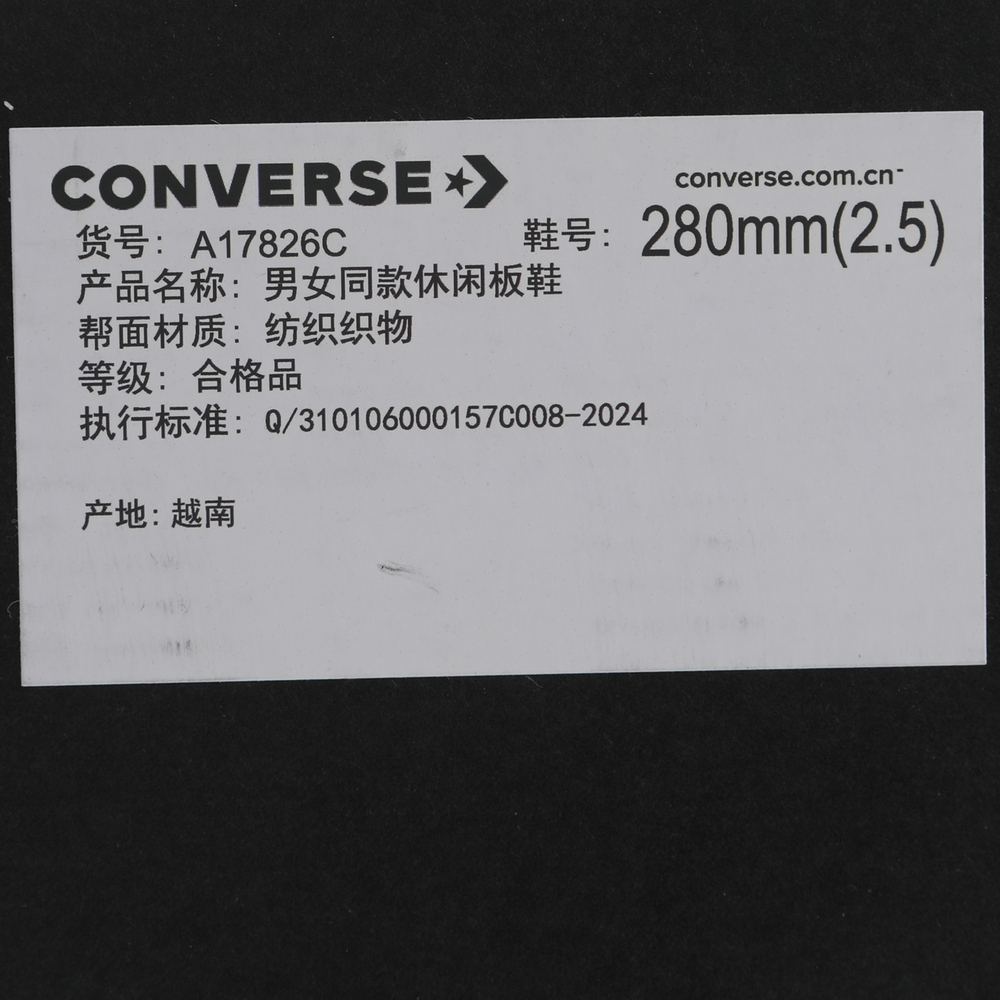 CONVERSE
converse.com.cn
货号: A17826C 鞋号: 280mm(2.5)
产品名称: 男女同款休闲板鞋
帮面材质: 纺织织物
等级: 合格品
执行标准: Q/310106000157C008-2024
产地: 越南